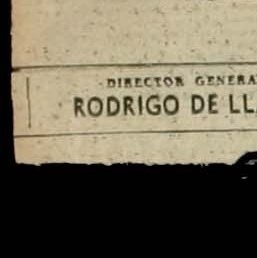 DIRECTOR GENERA
RODRIGO DE LL